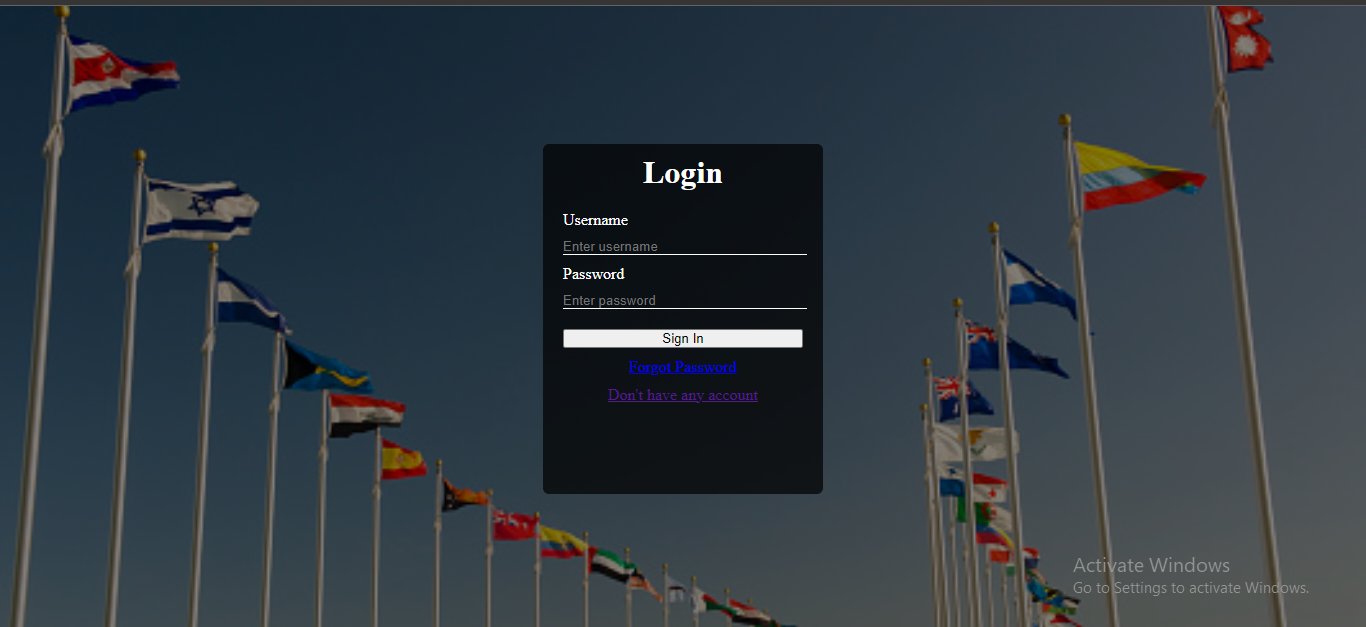 Login
Username
Enter username
Password
Enter password
Sign In
Forgot Password
Don't have any account
Activate Windows
Go to Settings to activate Windows.